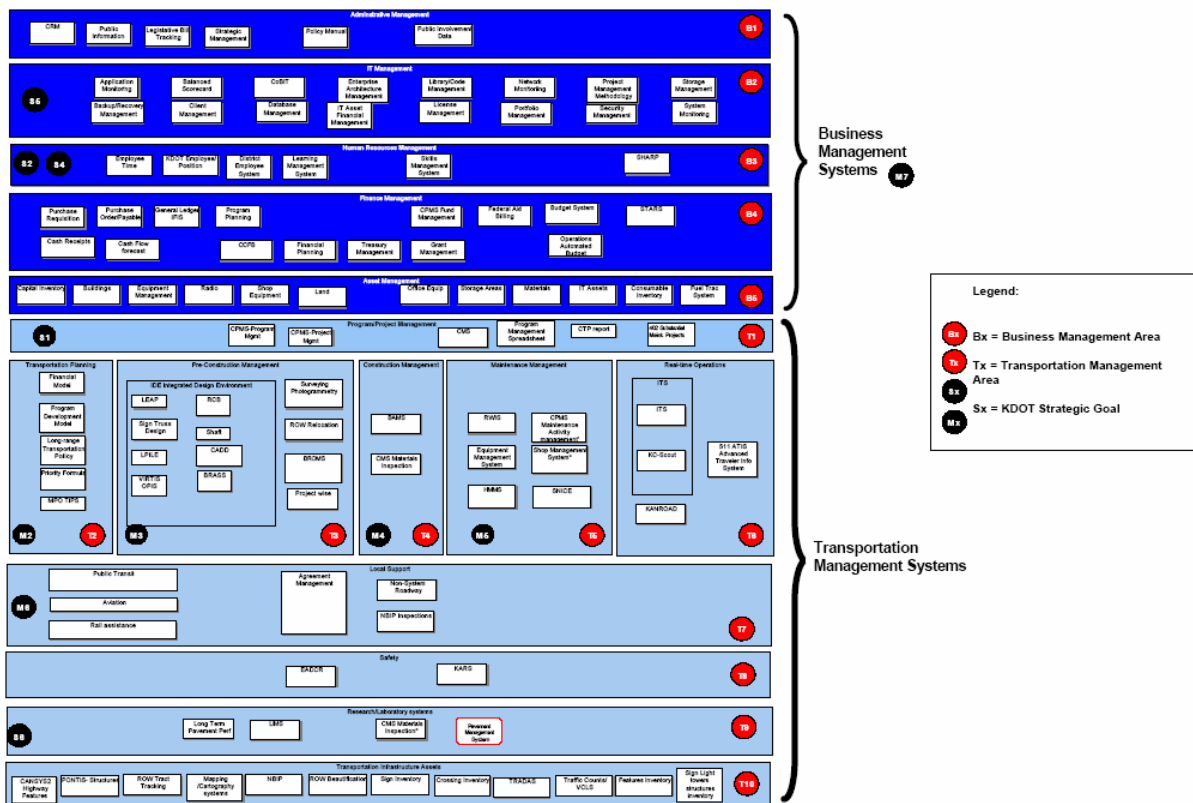 Adminstrative Management
CRM
Public
Information
Legislative Bill
Tracking
Strategic
Management
Policy Manual
Public Involvement
Data
B1
IT Management
S5
Application
Monitoring
Balanced
Scorecard
CoBIT
Enterprise
Architecture
Management
Library/Code
Management
Network
Monitoring
Project
Management
Methodology
Storage
Management
Backup/Recovery
Management
Client
Management
Database
Management
IT Asset
Financial
Management
License
Management
Portfolio
Management
Security
Management
System
Monitoring
B2
Human Resources Management
S2
S4
Employee
Time
KDOT Employee/
Position
District
Employee
System
Learning
Management
System
Skills
Management
System
SHARP
B3
Finance Management
Purchase
Requisition
Purchase
Order/Payable
General Ledger
IFIS
Program
Planning
CPMS Fund
Management
Federal Aid
Billing
Budget System
STARS
Cash Receipts
Cash Flow
forecast
CCFB
Financial
Planning
Treasury
Management
Grant
Management
Operations
Automated
Budget
B4
Asset Management
Capital Inventory
Buildings
Equipment
Management
Radio
Shop
Equipment
Land
Office Equip.
Storage Areas
Materials
IT Assets
Consumable
Inventory
Fuel Trac
System
B5
Business
Management
Systems
M7
Program/Project Management
S1
CPMS-Program
Mgmt
CPMS-Project
Mgmt
CMS
Program
Management
Spreadsheet
CTP report
402 Substantial
Maint. Projects
T1
Transportation Planning
Financial
Model
Program
Development
Model
Long-range
Transportation
Policy
Priority Formula
MPO TIPS
M2
T2
Pre-Construction Management
IDE Integrated Design Environment
LEAP
RCB
Sign Truss
Design
Shaft
LPILE
CADD
VIRTIS
OPIS
BRASS
Surveying
Photogrammetry
ROW Relocation
BROMS
Project wise
M3
T3
Construction Management
BAMS
CMS Materials
Inspection
M4
T4
Maintenance Management
RWIS
CPMS
Maintenance
Activity
management*
Equipment
Management
System
Shop Management
System*
HMMS
SNICE
M5
T5
Real-time Operations
ITS
ITS
KC-Scout
KANROAD
511 ATIS
Advanced
Traveler Info
System
T6
Local Support
M6
Public Transit
Aviation
Rail assistance
Agreement
Management
Non-System
Roadway
NBIP Inspections
T7
Safety
EADCR
KARS
T8
Research/Laboratory systems
Long Term
Pavement Perf
LIMS
CMS Materials
Inspection*
Pavement
Management
System
T9
Transportation Infrastructure Assets
CANSYS2
Highway
Features
PONTIS- Structures
ROW Tract
Tracking
Mapping
/Cartography
systems
NBIP
ROW Beautification
Sign Inventory
Crossing Inventory
TRADAS
Traffic Counts/
VCLS
Features Inventory
Sign Light
towers
structures
inventory
T10
Transportation
Management Systems
Legend:
Bx
Bx = Business Management Area
Tx
Tx = Transportation Management
Area
Sx
Sx = KDOT Strategic Goal
Mx